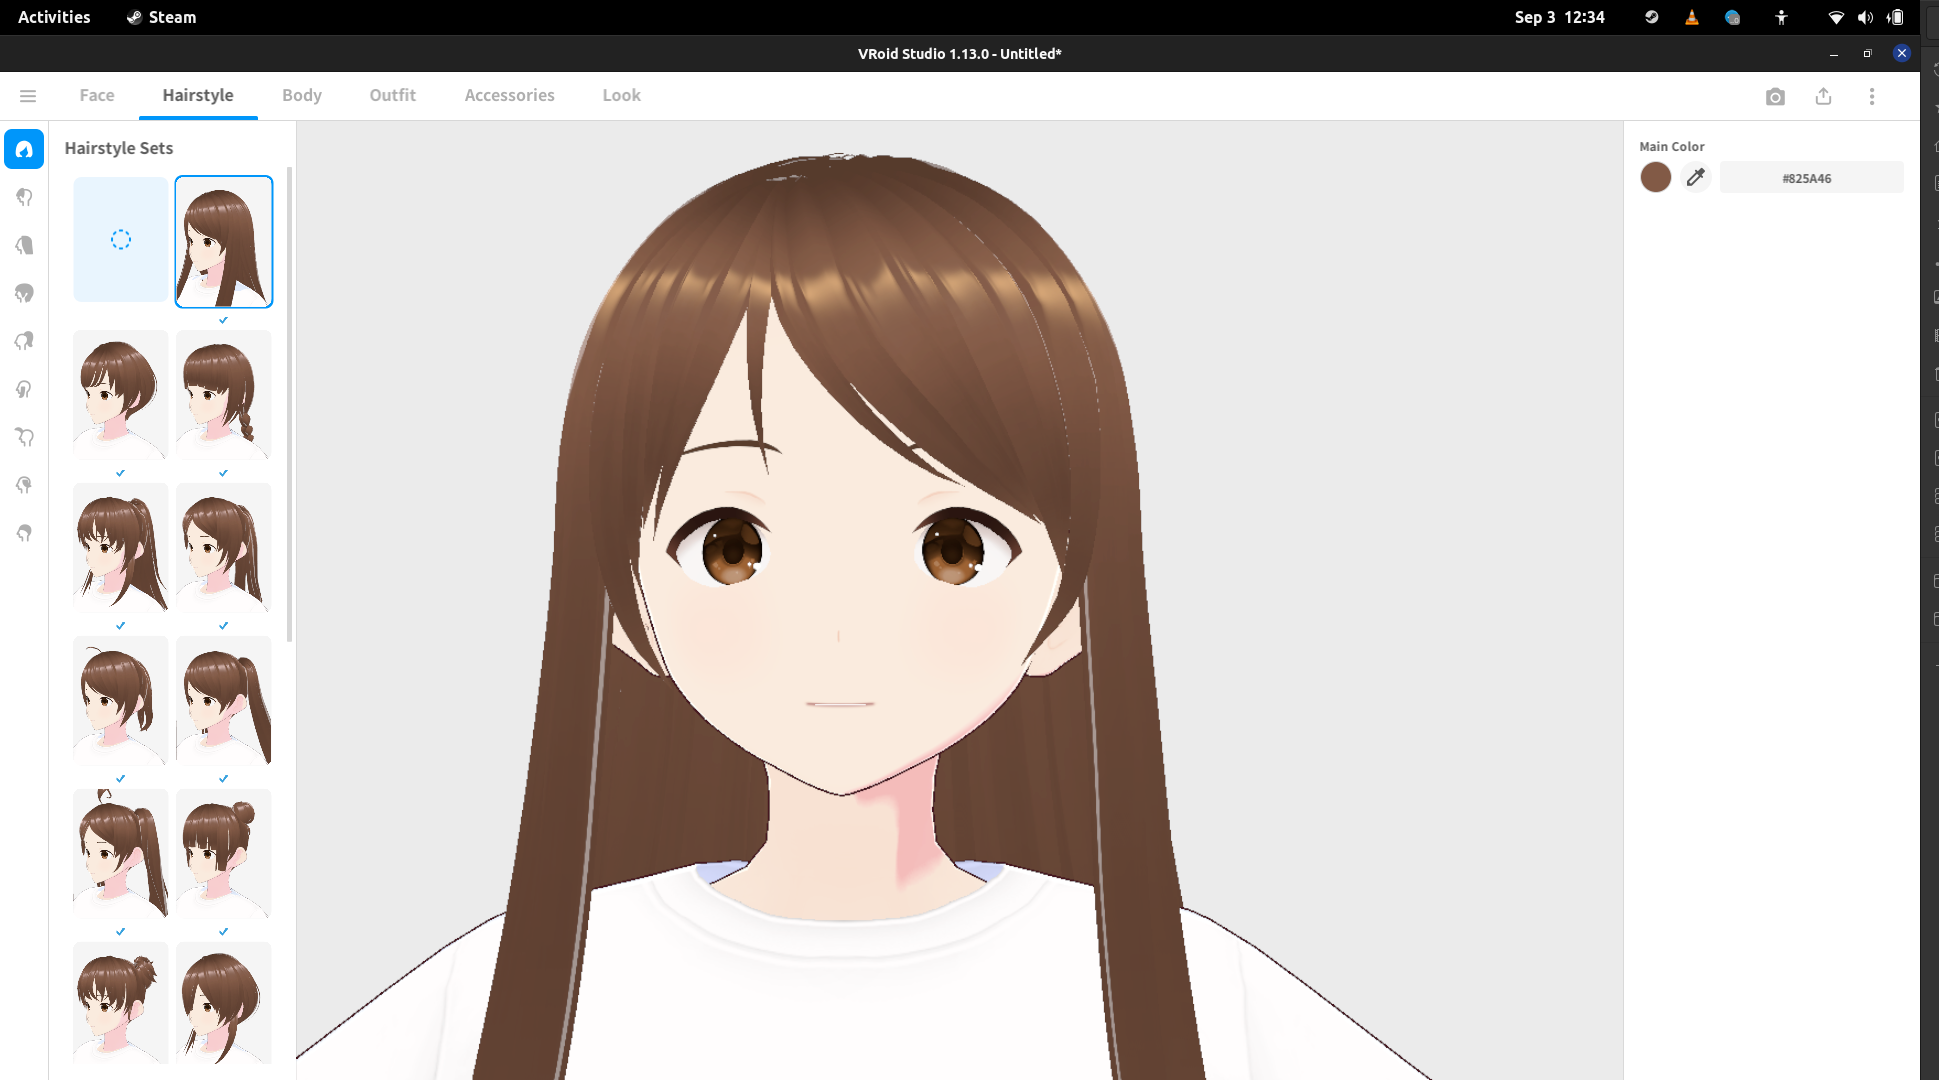 Activities
Steam
Sep 3 12:34
VRoid Studio 1.13.0 - Untitled*
Face
Hairstyle
Body
Outfit
Accessories
Look
Hairstyle Sets
Main Color
#825A46